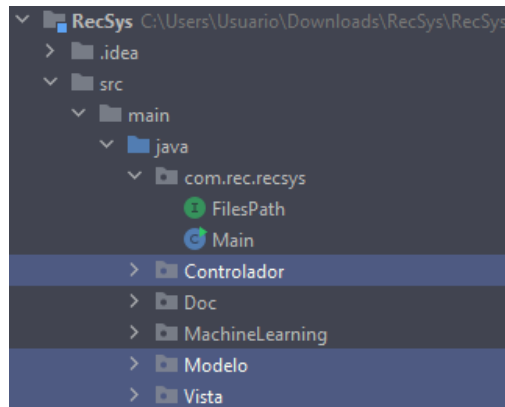 RecSys C:\Users\Usuario\Downloads\RecSys\RecSys
.idea
src
main
java
com.rec.recsys
I FilesPath
C Main
Controlador
Doc
MachineLearning
Modelo
Vista